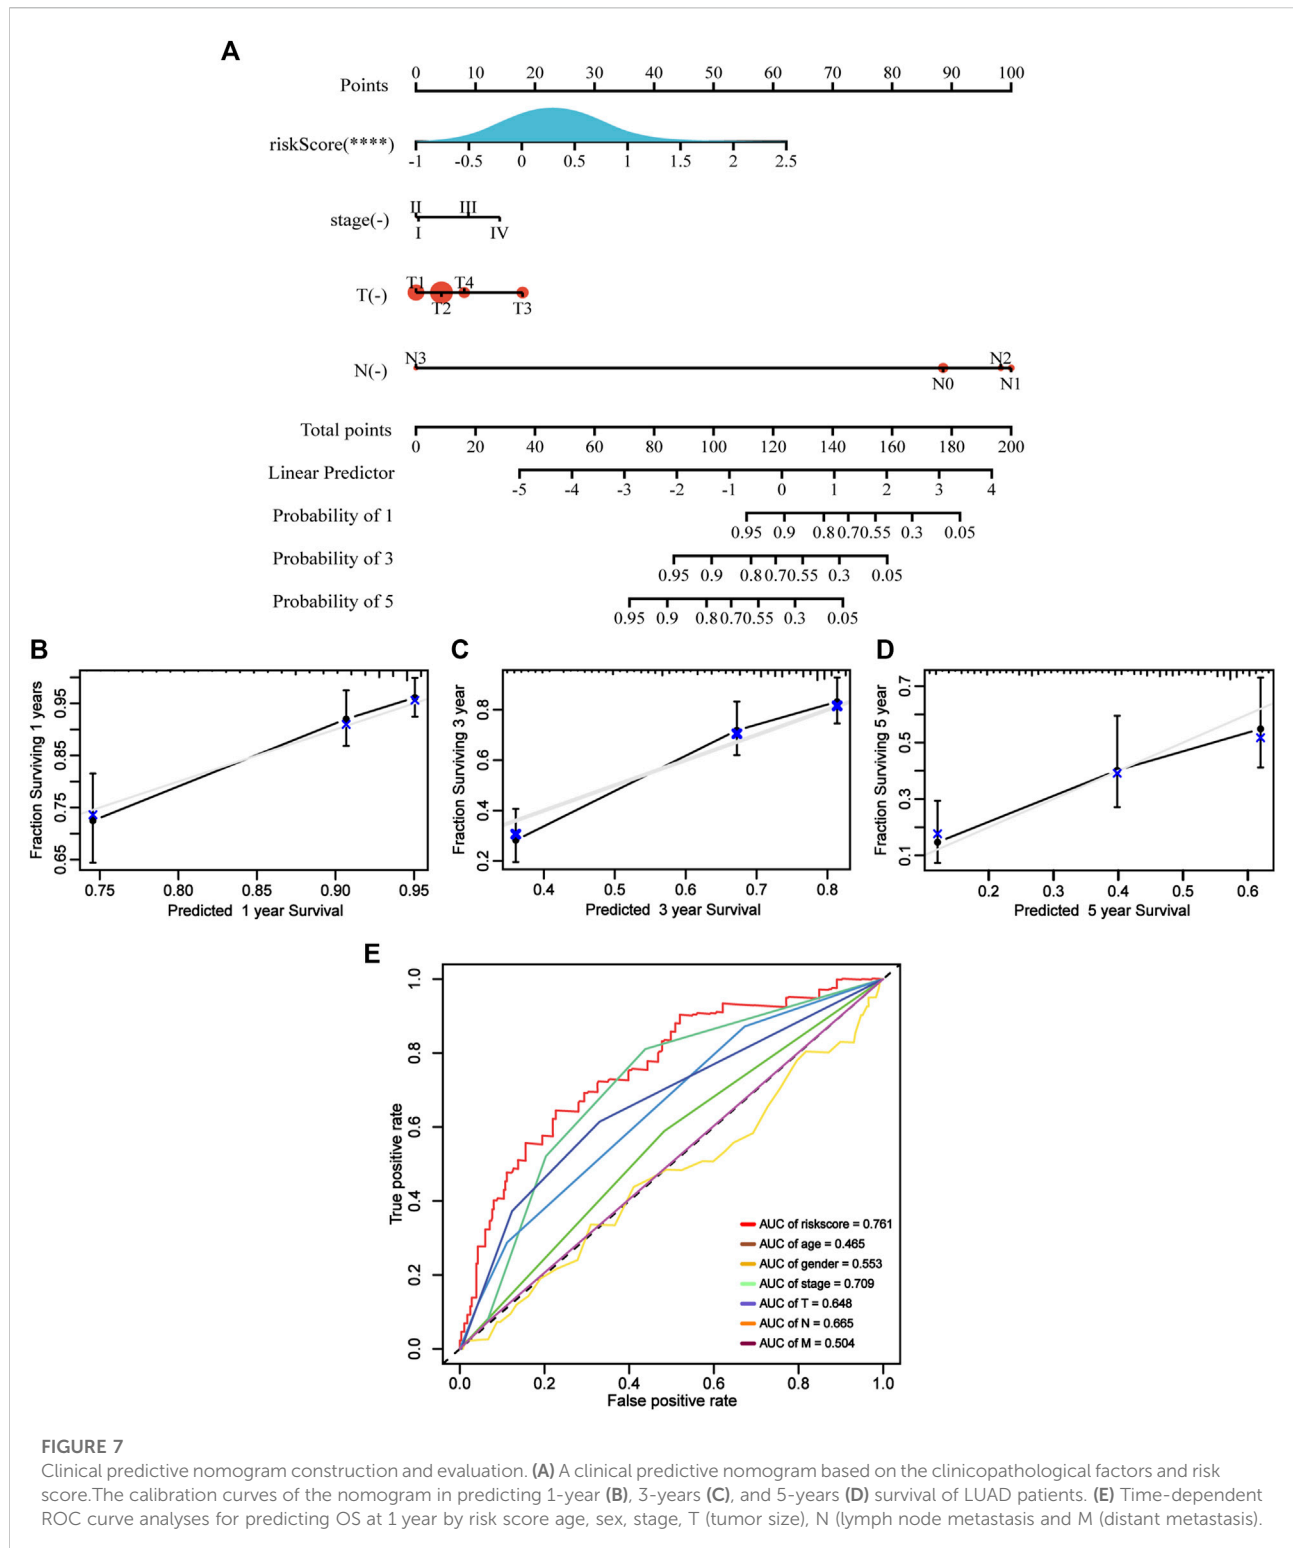 A
Points
0 10 20 30 40 50 60 70 80 90 100
riskScore(****)
-1 -0.5 0 0.5 1 1.5 2 2.5
II III
stage(-)
I IV
T1 T4
T(-)
T2 T3
N3 N2
N(-)
N0 N1
Total points
0 20 40 60 80 100 120 140 160 180 200
Linear Predictor
-5 -4 -3 -2 -1 0 1 2 3 4
Probability of 1
0.95 0.9 0.8 0.70 0.55 0.3 0.05
Probability of 3
0.95 0.9 0.8 0.70 0.55 0.3 0.05
Probability of 5
0.95 0.9 0.8 0.70 0.55 0.3 0.05
B
Fraction Surviving 1 years
0.95
0.85
0.75
0.65
0.75 0.80 0.85 0.90 0.95
Predicted 1 year Survival
C
Fraction Surviving 3 year
0.8
0.6
0.4
0.2
0.4 0.5 0.6 0.7 0.8
Predicted 3 year Survival
D
Fraction Surviving 5 year
0.7
0.5
0.3
0.1
0.2 0.3 0.4 0.5 0.6
Predicted 5 year Survival
E
True positive rate
1.0
0.8
0.6
0.4
0.2
0.0
0.0 0.2 0.4 0.6 0.8 1.0
False positive rate
AUC of riskscore = 0.761
AUC of age = 0.465
AUC of gender = 0.553
AUC of stage = 0.709
AUC of T = 0.648
AUC of N = 0.665
AUC of M = 0.504
FIGURE 7
Clinical predictive nomogram construction and evaluation. (A) A clinical predictive nomogram based on the clinicopathological factors and risk
score.The calibration curves of the nomogram in predicting 1-year (B), 3-years (C), and 5-years (D) survival of LUAD patients. (E) Time-dependent
ROC curve analyses for predicting OS at 1 year by risk score age, sex, stage, T (tumor size), N (lymph node metastasis and M (distant metastasis).